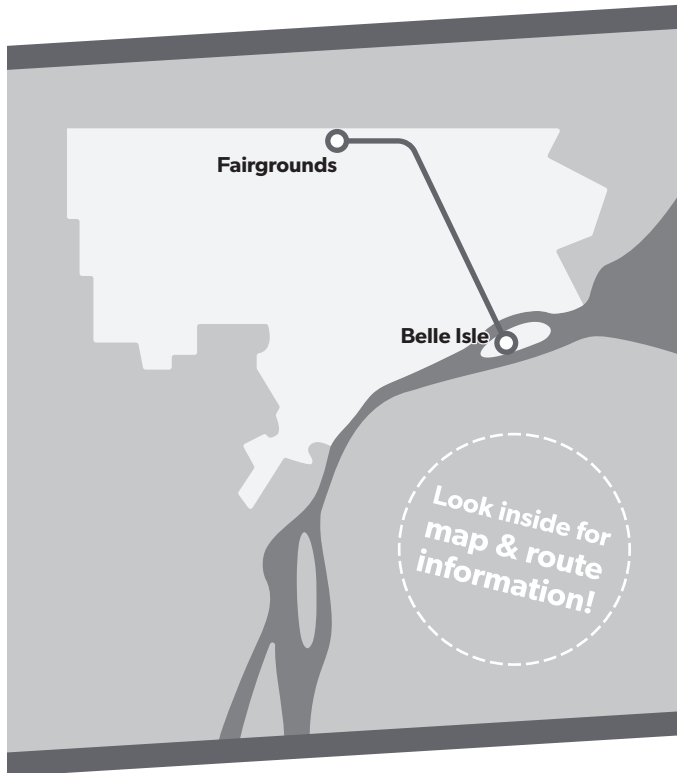 Fairgrounds
Belle Isle
Look inside for
map & route
information!